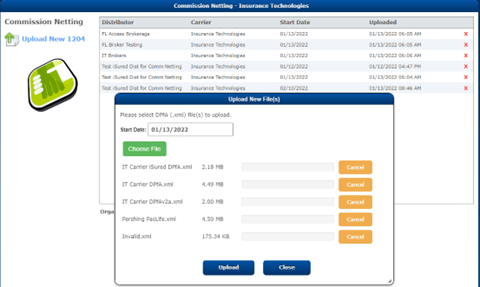 Commission Netting - Insurance Technologies
Commission Netting
Upload New 1204
Distributor Carrier Start Date Uploaded
FL Access Brokerage Insurance Technologies 01/13/2022 01/13/2022 06:05 AM X
FL Broker Testing Insurance Technologies 01/13/2022 01/13/2022 06:05 AM X
IT Brokers Insurance Technologies 01/13/2022 01/13/2022 06:06 AM X
Test iSured Dist for Comm Netting Insurance Technologies 01/12/2022 01/12/2022 04:47 PM X
Test iSured Dist for Comm Netting Insurance Technologies 01/13/2022 01/13/2022 06:04 AM X
Test iSured Dist for Comm Netting Insurance Technologies 02/13/2022 01/13/2022 08:46 AM X
Upload New File(s)
Please select DPfA (.xml) file(s) to upload.
Start Date: 01/13/2022
Choose File
IT Carrier iSured DPfA.xml 2.18 MB Cancel
IT Carrier DPfA.xml 4.49 MB Cancel
IT Carrier DPfAv2a.xml 2.00 MB Cancel
Pershing PacLife.xml 4.50 MB Cancel
Invalid.xml 175.34 KB Cancel
Orga
Upload Close